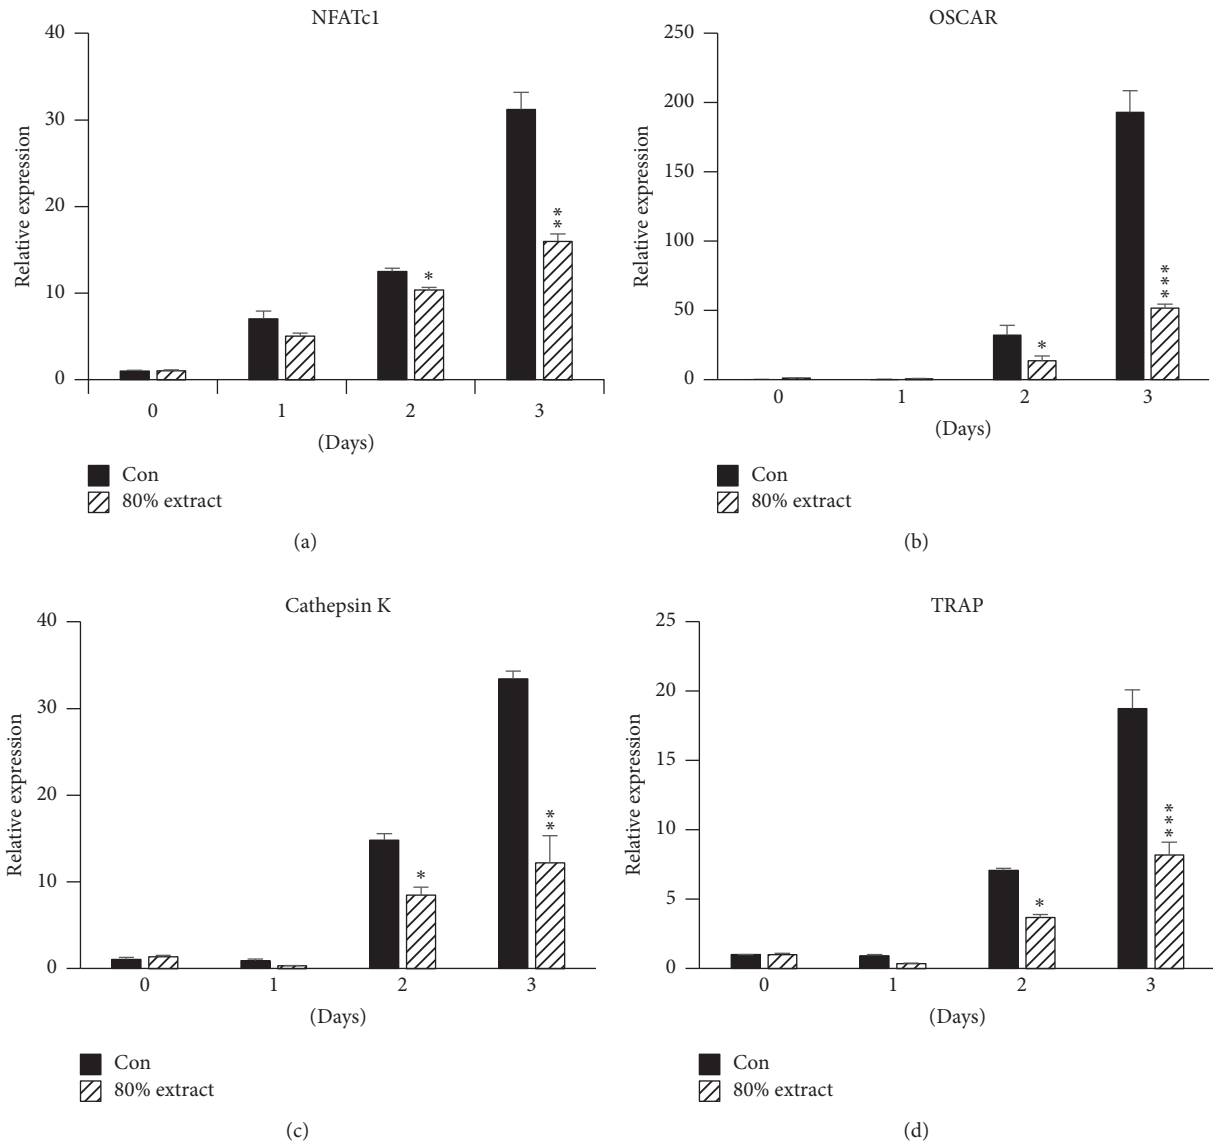 NFATc1
40
30
20
10
0
Relative expression
**
*
0 1 2 3
(Days)
Con
80% extract
(a)
OSCAR
250
200
150
100
50
0
Relative expression
***
*
0 1 2 3
(Days)
Con
80% extract
(b)
Cathepsin K
40
30
20
10
0
Relative expression
**
*
0 1 2 3
(Days)
Con
80% extract
(c)
TRAP
25
20
15
10
5
0
Relative expression
***
*
0 1 2 3
(Days)
Con
80% extract
(d)